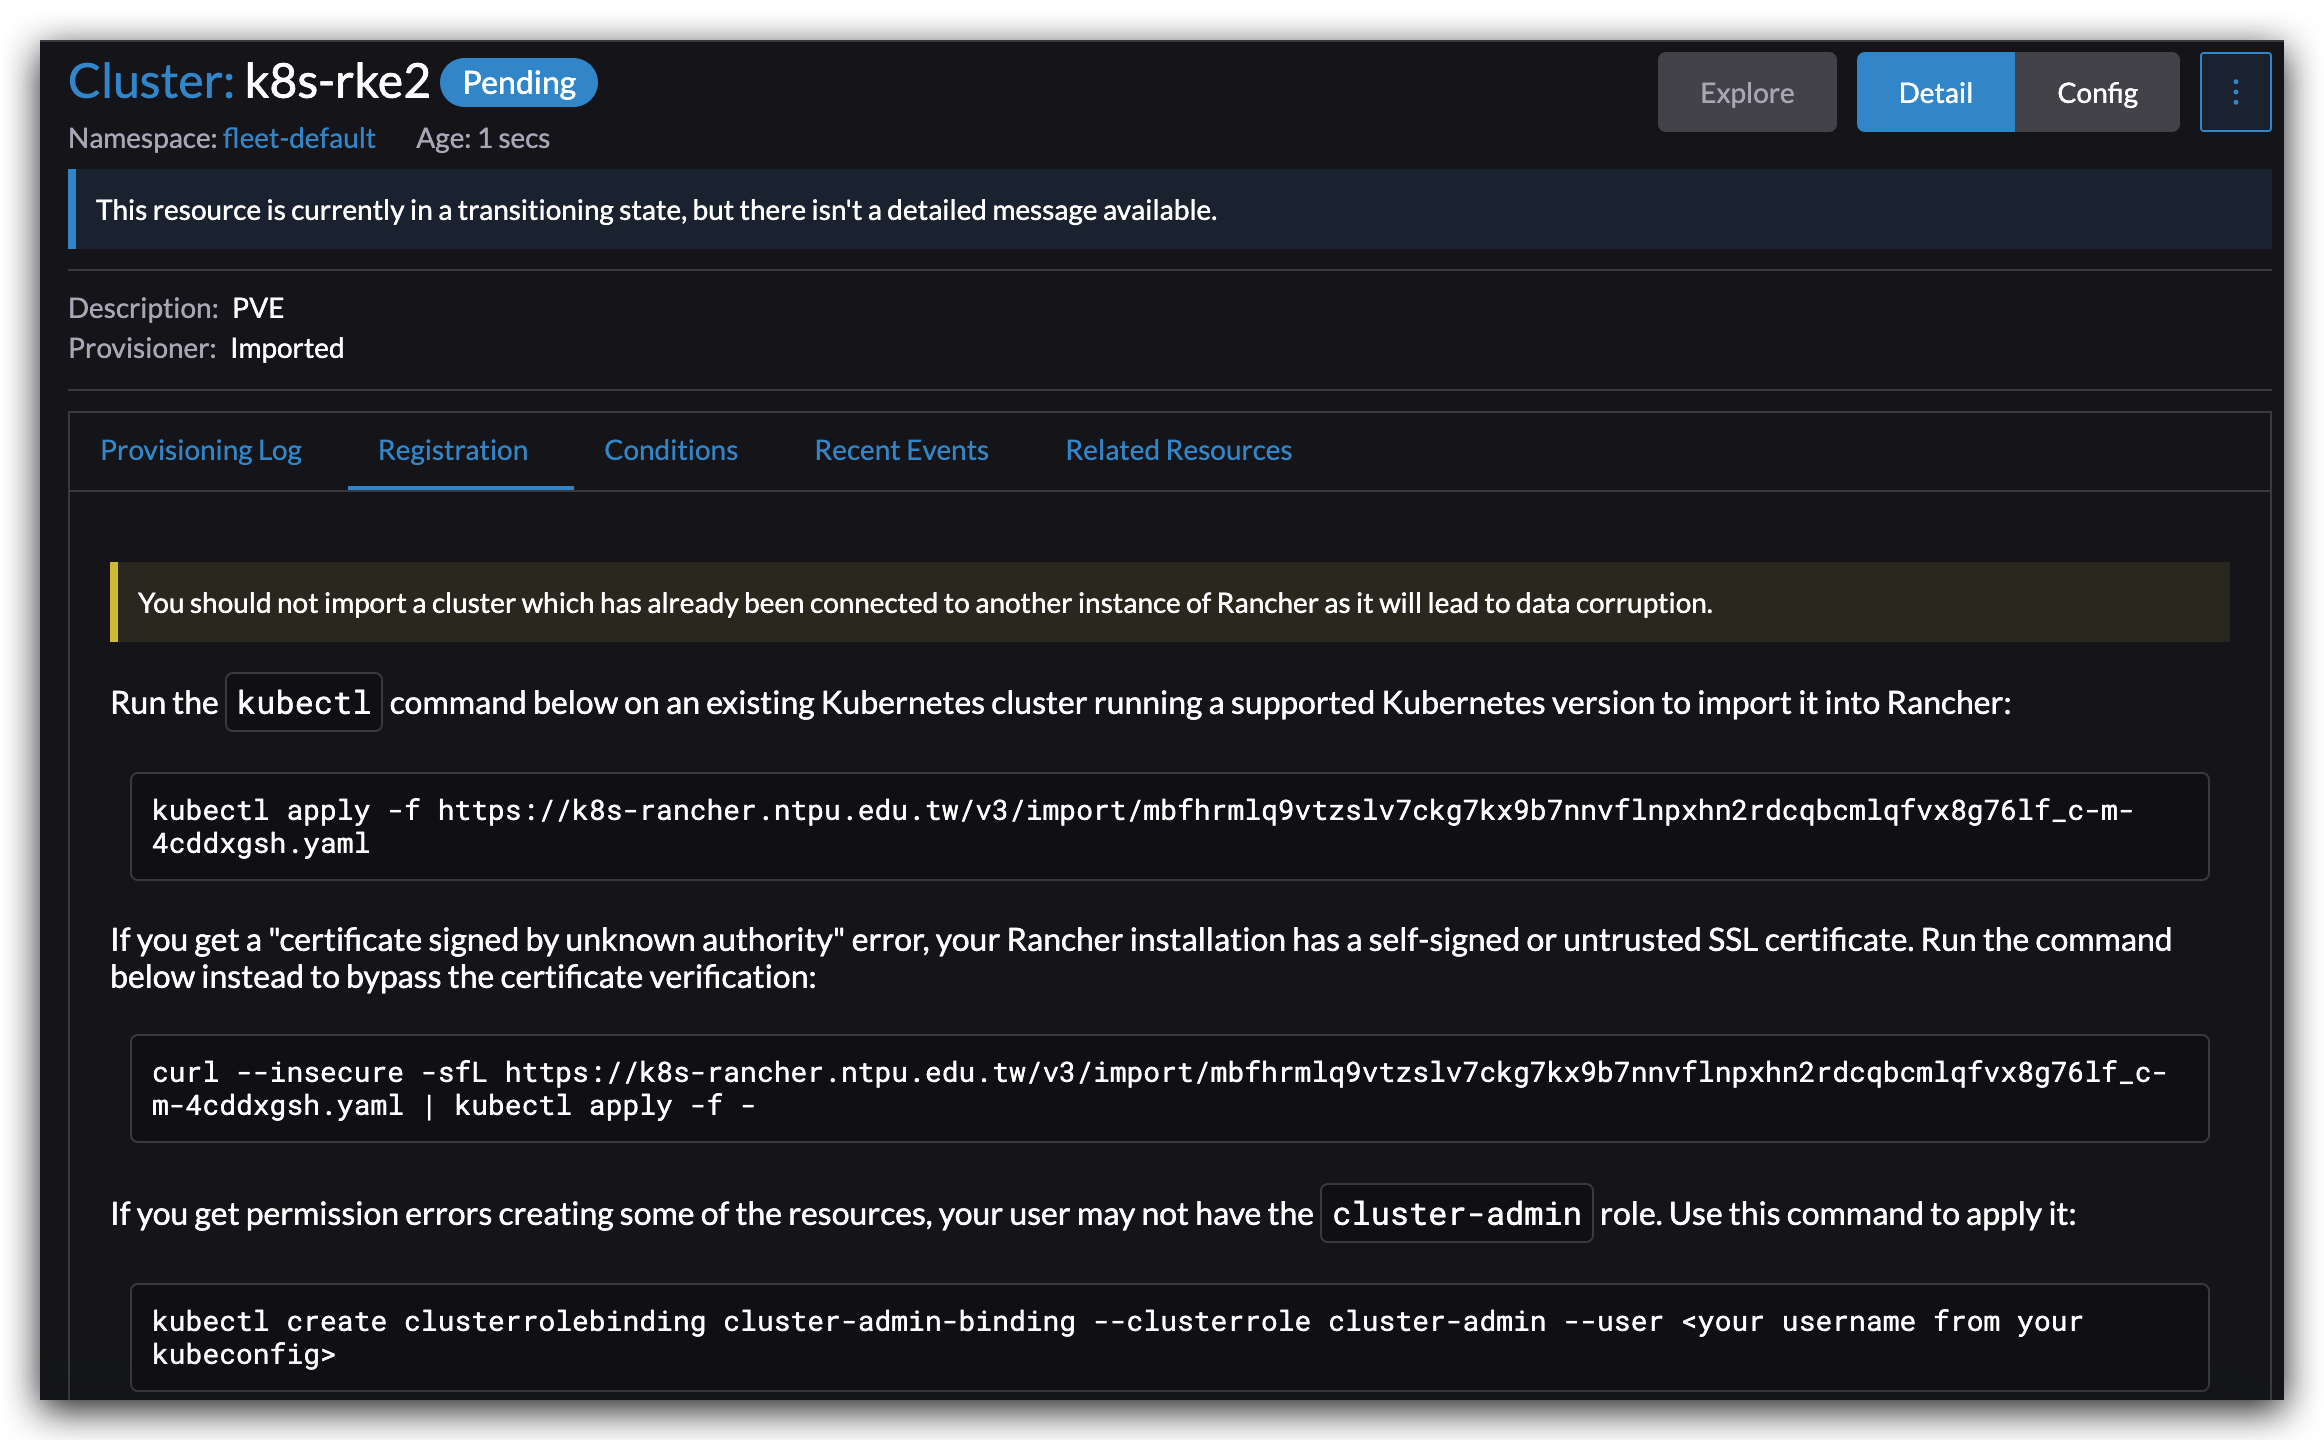 Cluster: k8s-rke2 Pending
Explore Detail Config
Namespace: fleet-default Age: 1 secs
This resource is currently in a transitioning state, but there isn't a detailed message available.
Description: PVE
Provisioner: Imported
Provisioning Log Registration Conditions Recent Events Related Resources
You should not import a cluster which has already been connected to another instance of Rancher as it will lead to data corruption.
Run the kubectl command below on an existing Kubernetes cluster running a supported Kubernetes version to import it into Rancher:
kubectl apply -f https://k8s-rancher.ntpu.edu.tw/v3/import/mbfhrmlq9vtzslv7ckg7kx9b7nnvflnpxhn2rdcqbcmlqfvx8g76lf_c-m-
4cddxgsh.yaml
If you get a "certificate signed by unknown authority" error, your Rancher installation has a self-signed or untrusted SSL certificate. Run the command
below instead to bypass the certificate verification:
curl --insecure -sfL https://k8s-rancher.ntpu.edu.tw/v3/import/mbfhrmlq9vtzslv7ckg7kx9b7nnvflnpxhn2rdcqbcmlqfvx8g76lf_c-
m-4cddxgsh.yaml | kubectl apply -f -
If you get permission errors creating some of the resources, your user may not have the cluster-admin role. Use this command to apply it:
kubectl create clusterrolebinding cluster-admin-binding --clusterrole cluster-admin --user <your username from your
kubeconfig>